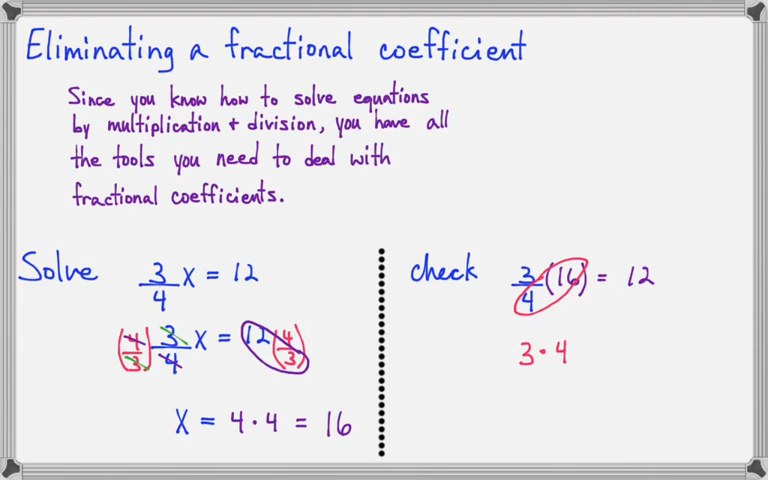 Eliminating a fractional coefficient
Since you know how to solve equations
by multiplication + division, you have all
the tools you need to deal with
fractional coefficients.
Solve 3/4 x = 12
(4/3) 3/4 x = 12 (4/3)
x = 4 · 4 = 16
check 3/4 (16) = 12
3 · 4